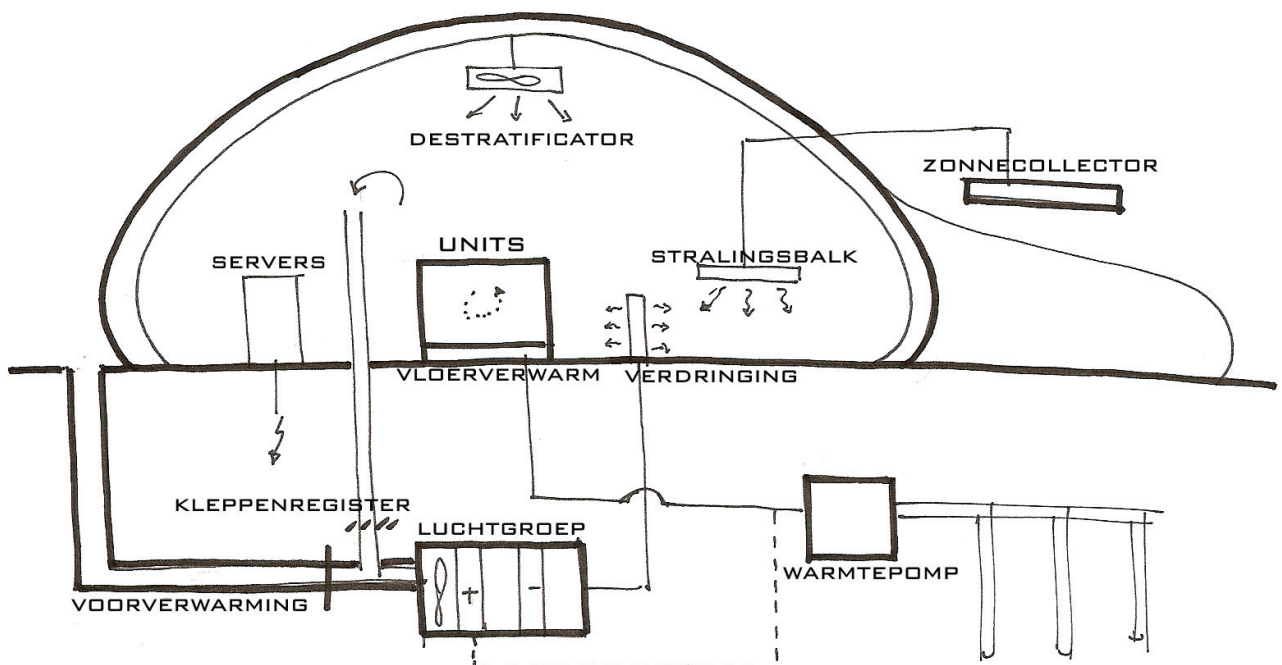 DESTRATIFICATOR
ZONNECOLLECTOR
UNITS
SERVERS
STRALINGSBALK
VLOERVERWARM
VERDRINGING
KLEPPENREGISTER
LUCHTGROEP
WARMTEPOMP
VOORVERWARMING
+
-